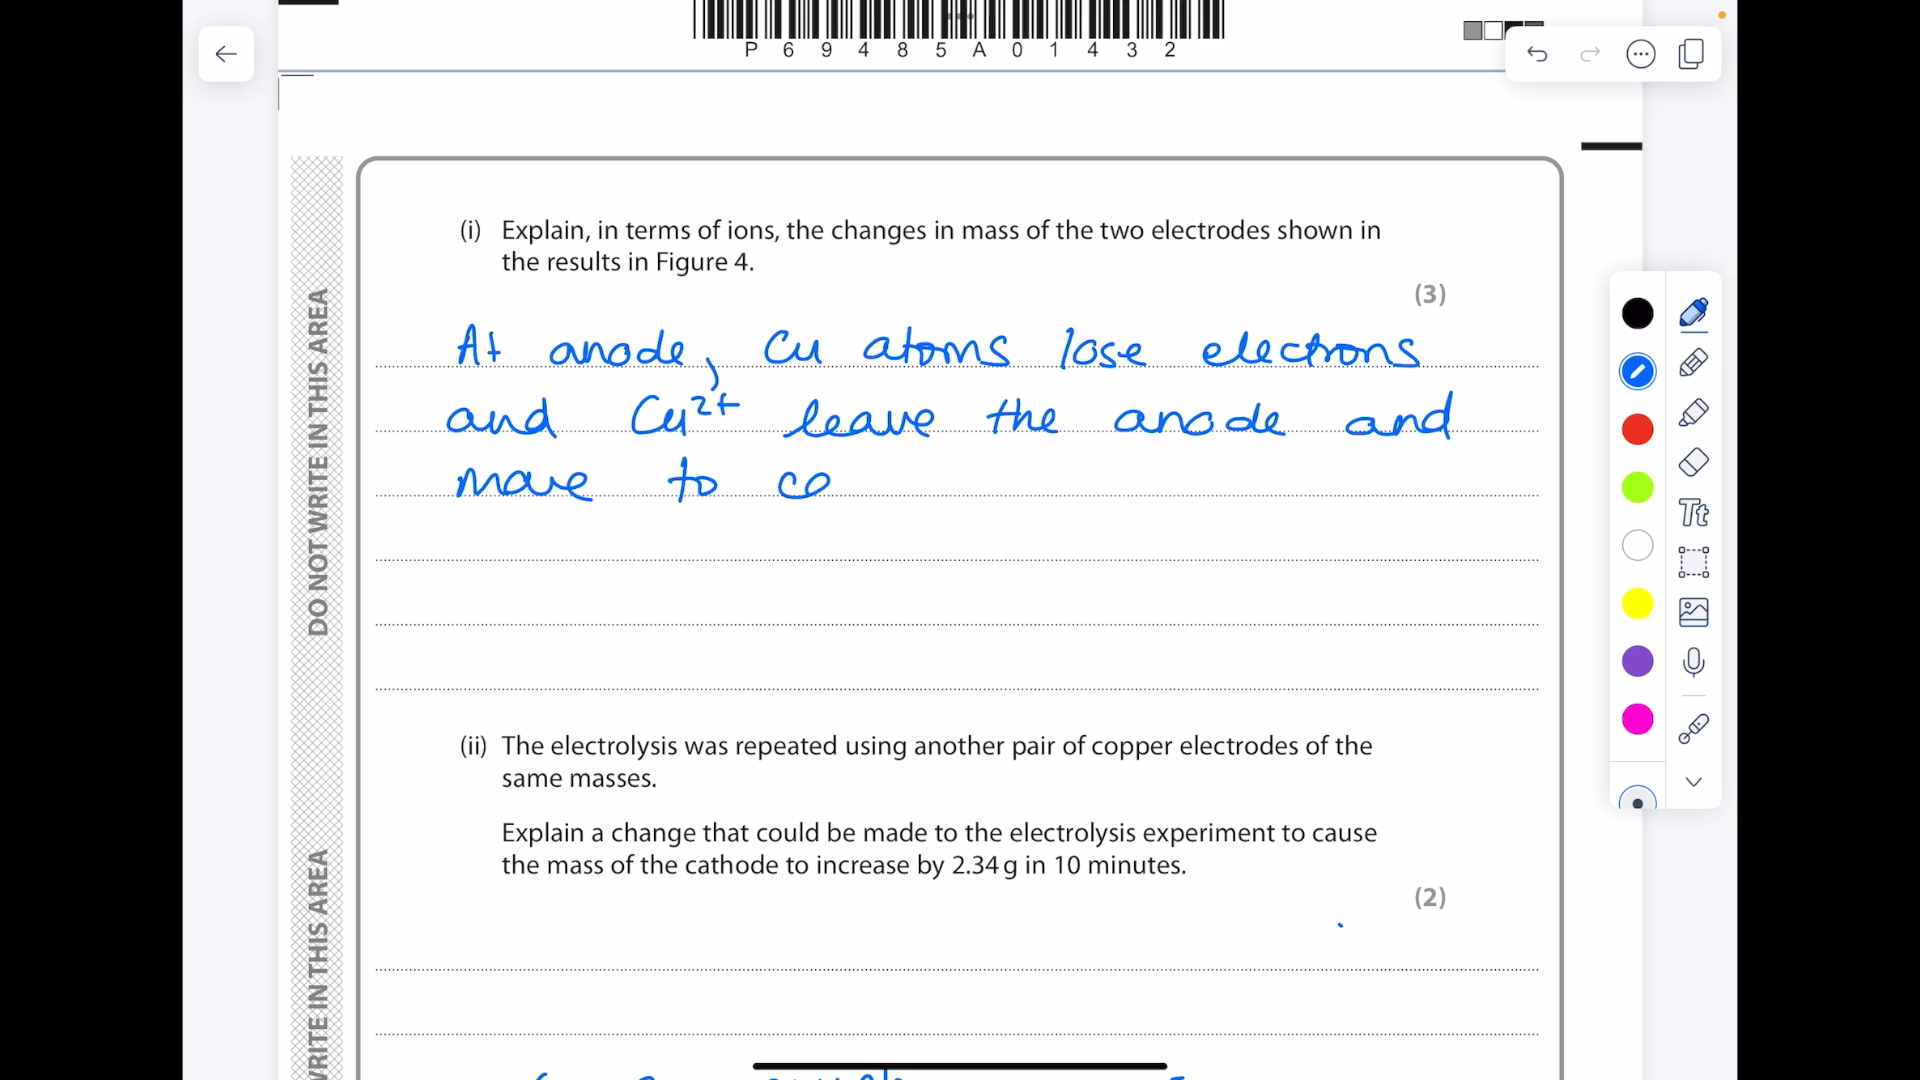 P 6 9 4 8 5 A 0 1 4 3 2
(i) Explain, in terms of ions, the changes in mass of the two electrodes shown in
the results in Figure 4.
(3)
At anode, Cu atoms lose electrons
and Cu²⁺ leave the anode and
move to ca
DO NOT WRITE IN THIS AREA
(ii) The electrolysis was repeated using another pair of copper electrodes of the
same masses.
Explain a change that could be made to the electrolysis experiment to cause
the mass of the cathode to increase by 2.34 g in 10 minutes.
(2)
WRITE IN THIS AREA
Tt